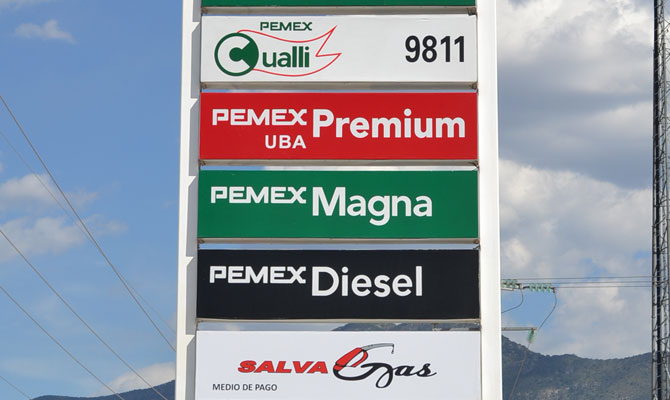 PEMEX
Cualli 9811
PEMEX Premium
UBA
PEMEX Magna
PEMEX Diesel
SALVA Gas
MEDIO DE PAGO